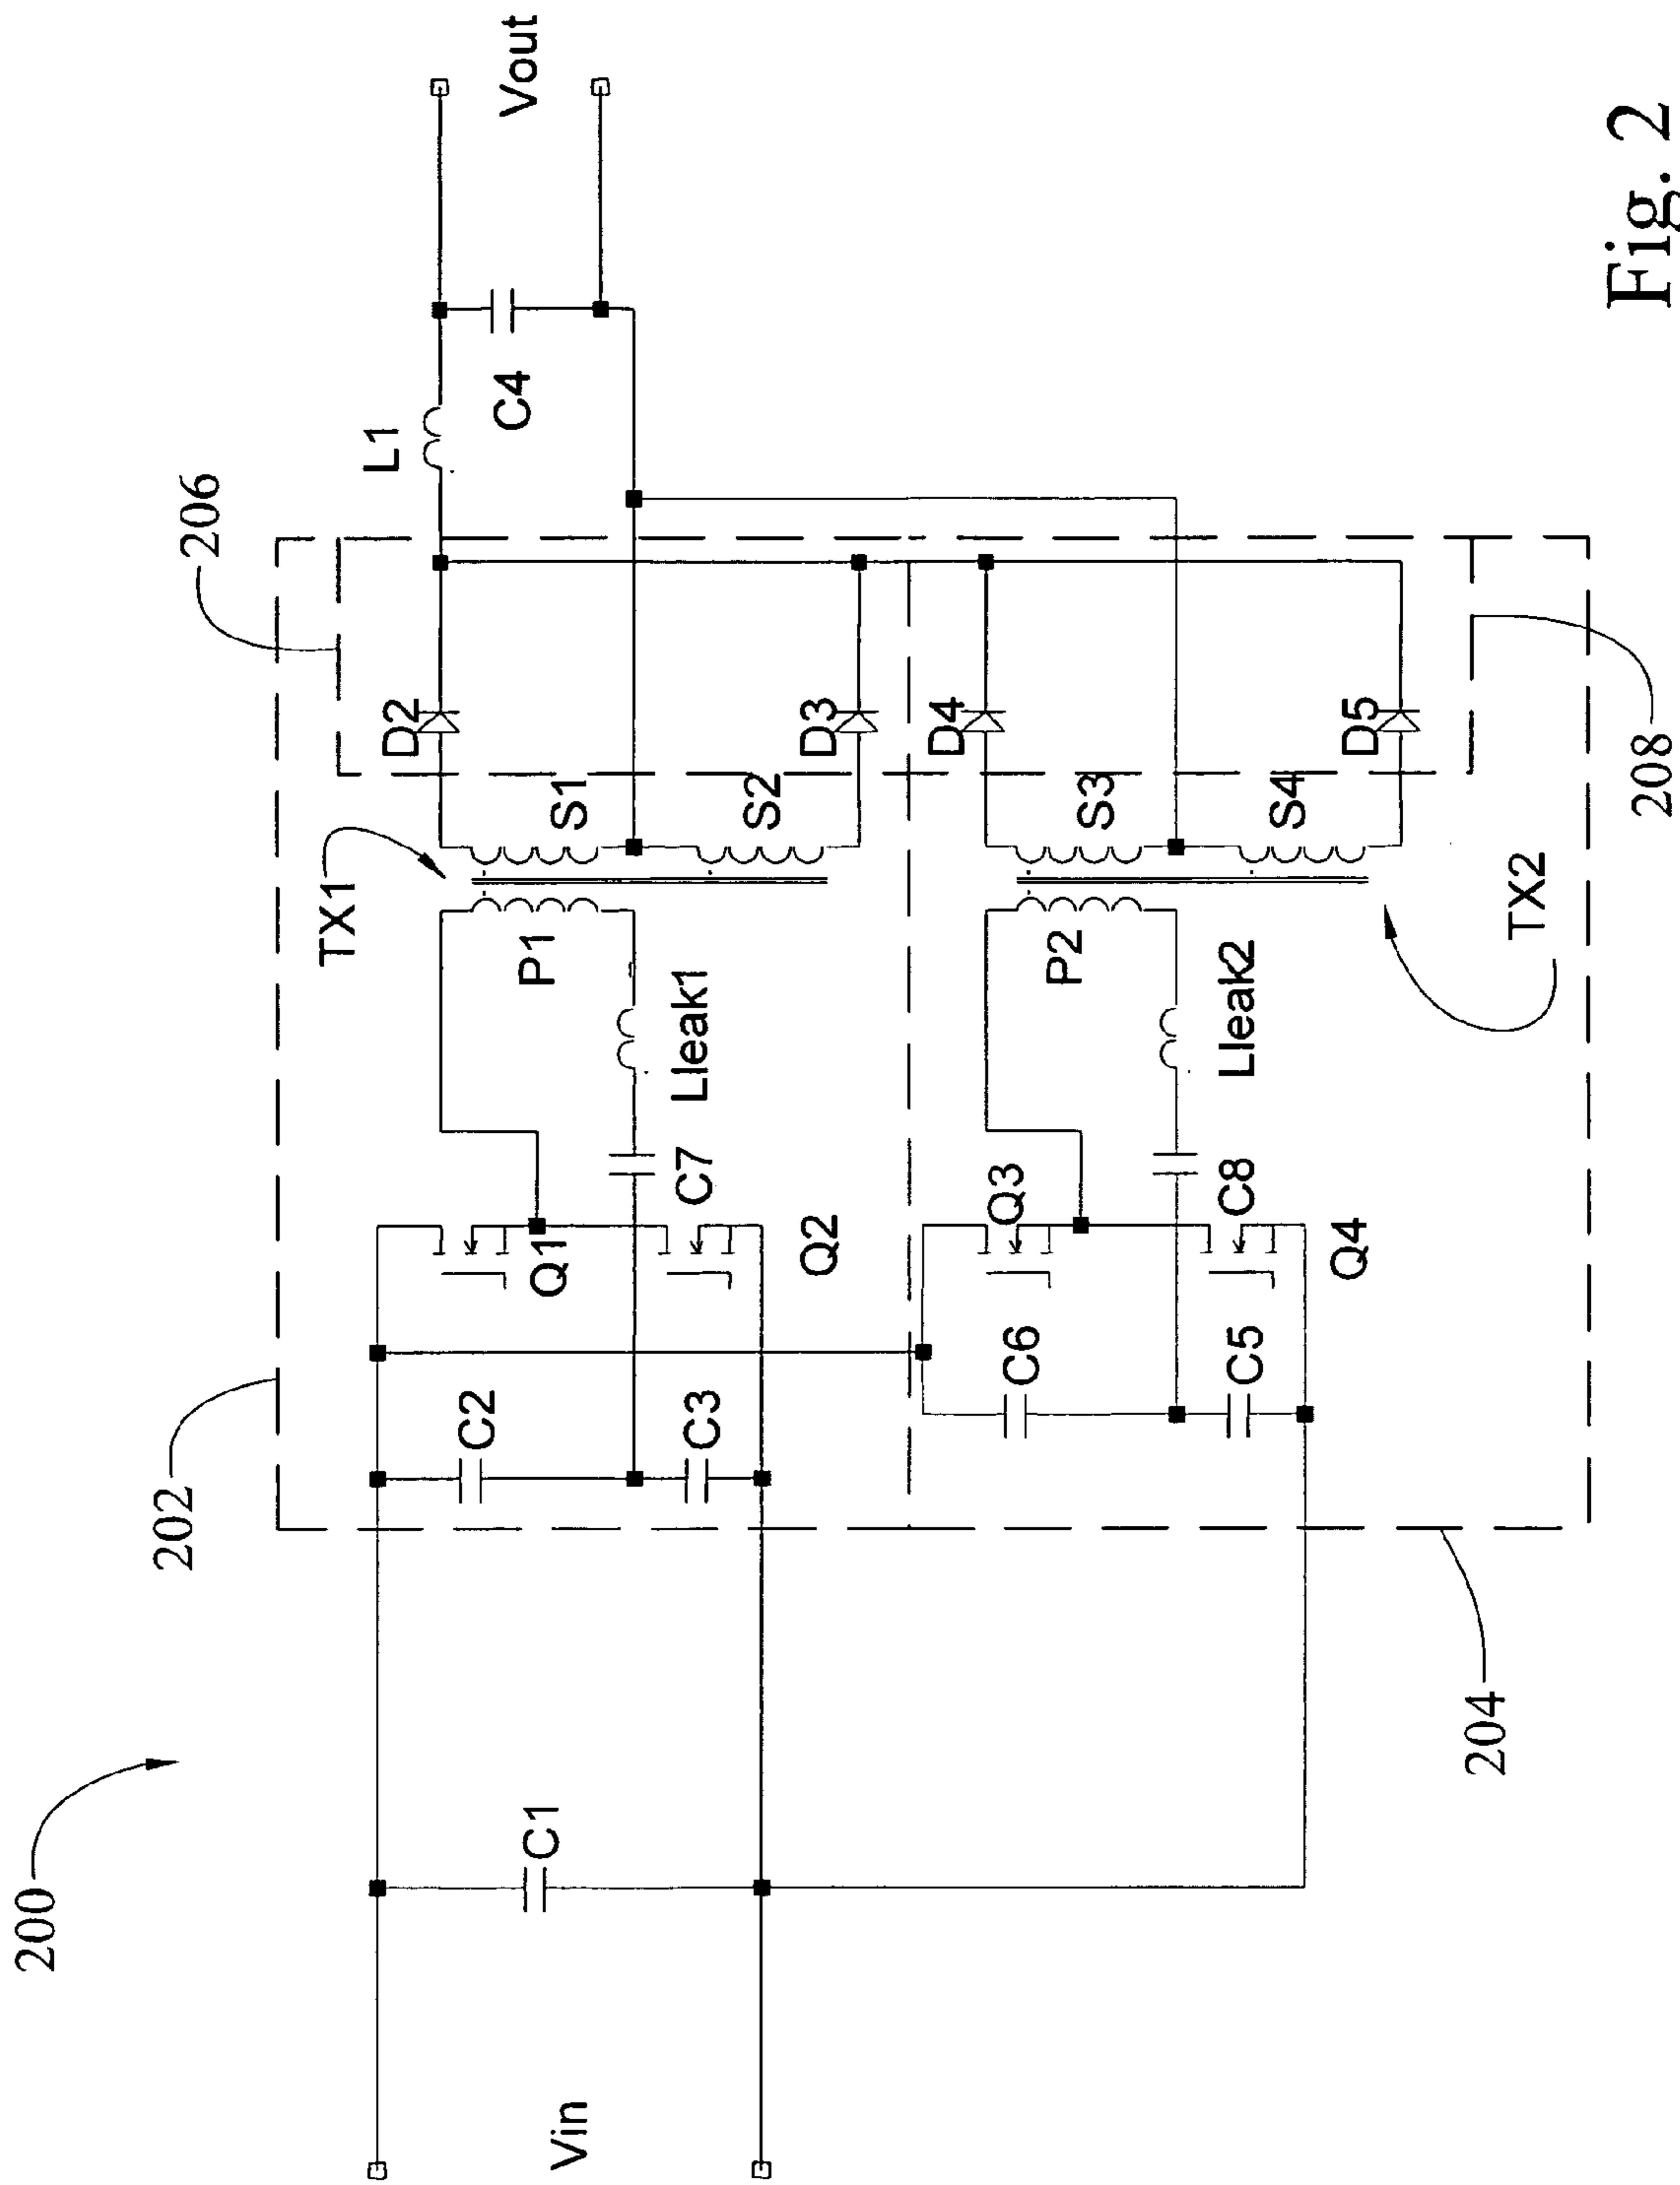 200
202
206
TX1
D2
L1
Vout
C2
Q1
P1
S1
C4
Vin
C1
C3
C7
Lleak1
S2
D3
Q2
C6
Q3
P2
S3
D4
C5
C8
Lleak2
S4
D5
Q4
204
TX2
208
Fig. 2